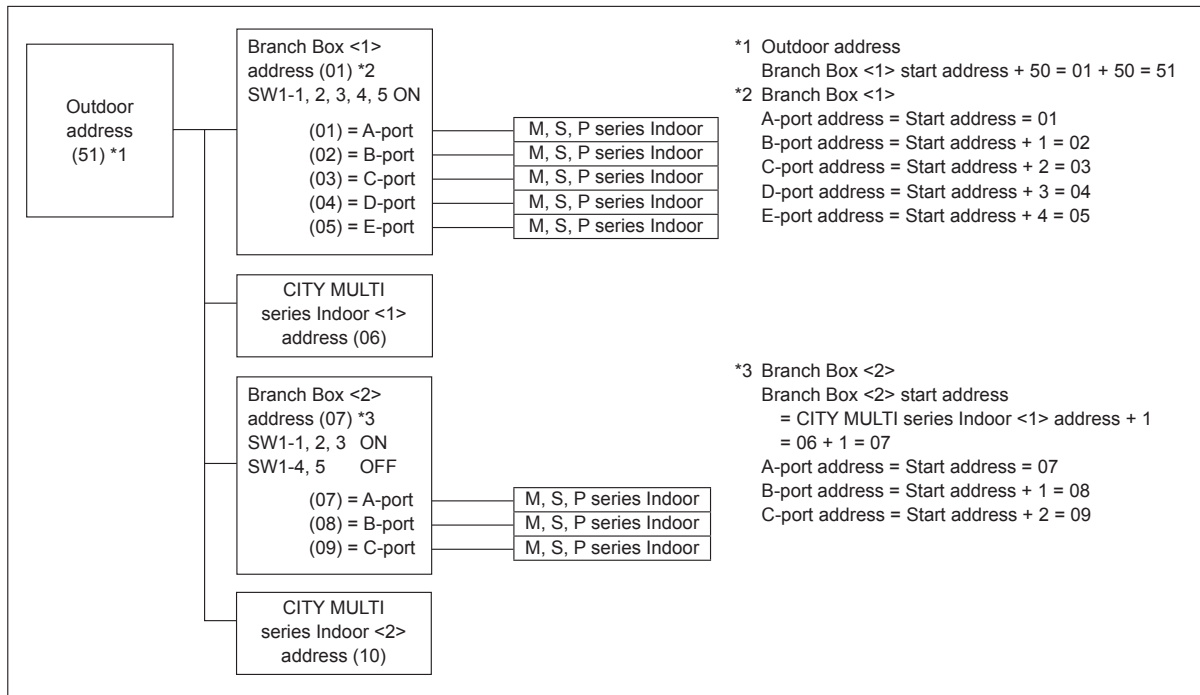 Outdoor
address
(51) *1
Branch Box <1>
address (01) *2
SW1-1, 2, 3, 4, 5 ON
(01) = A-port
(02) = B-port
(03) = C-port
(04) = D-port
(05) = E-port
M, S, P series Indoor
M, S, P series Indoor
M, S, P series Indoor
M, S, P series Indoor
M, S, P series Indoor
CITY MULTI
series Indoor <1>
address (06)
Branch Box <2>
address (07) *3
SW1-1, 2, 3 ON
SW1-4, 5 OFF
(07) = A-port
(08) = B-port
(09) = C-port
M, S, P series Indoor
M, S, P series Indoor
M, S, P series Indoor
CITY MULTI
series Indoor <2>
address (10)
*1 Outdoor address
Branch Box <1> start address + 50 = 01 + 50 = 51
*2 Branch Box <1>
A-port address = Start address = 01
B-port address = Start address + 1 = 02
C-port address = Start address + 2 = 03
D-port address = Start address + 3 = 04
E-port address = Start address + 4 = 05
*3 Branch Box <2>
Branch Box <2> start address
= CITY MULTI series Indoor <1> address + 1
= 06 + 1 = 07
A-port address = Start address = 07
B-port address = Start address + 1 = 08
C-port address = Start address + 2 = 09